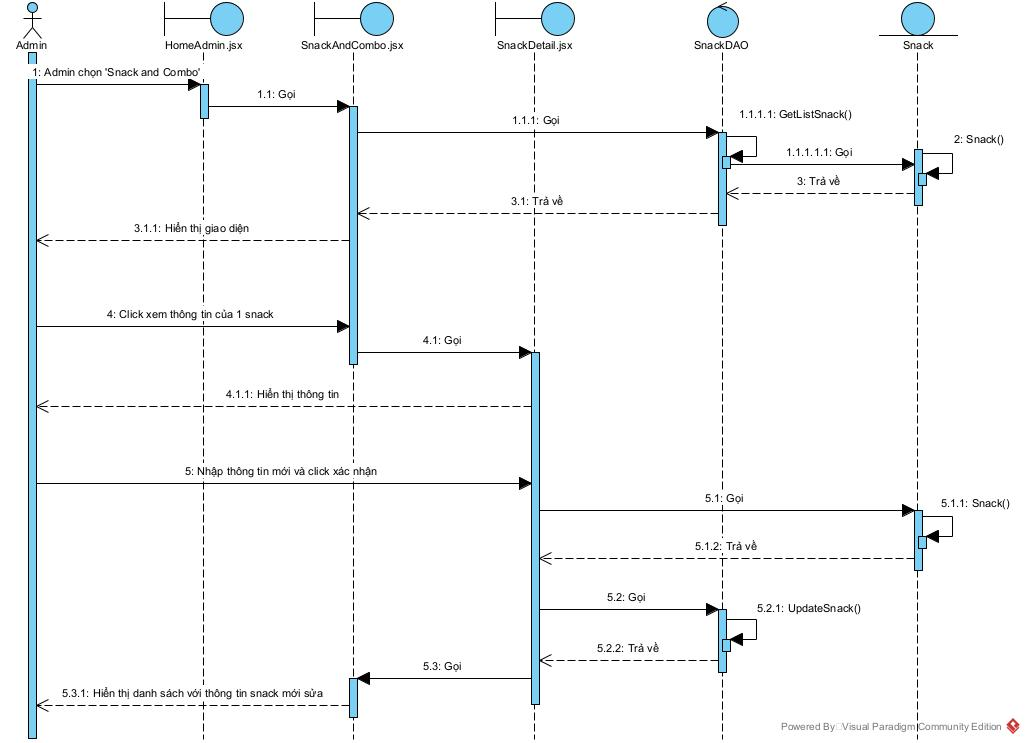 Admin
HomeAdmin.jsx
SnackAndCombo.jsx
SnackDetail.jsx
SnackDAO
Snack
1: Admin chọn 'Snack and Combo'
1.1: Gọi
1.1.1: Gọi
1.1.1.1: GetListSnack()
1.1.1.1.1: Gọi
2: Snack()
3: Trả về
3.1: Trả về
3.1.1: Hiển thị giao diện
4: Click xem thông tin của 1 snack
4.1: Gọi
4.1.1: Hiển thị thông tin
5: Nhập thông tin mới và click xác nhận
5.1: Gọi
5.1.1: Snack()
5.1.2: Trả về
5.2: Gọi
5.2.1: UpdateSnack()
5.2.2: Trả về
5.3: Gọi
5.3.1: Hiển thị danh sách với thông tin snack mới sửa
Powered By Visual Paradigm Community Edition